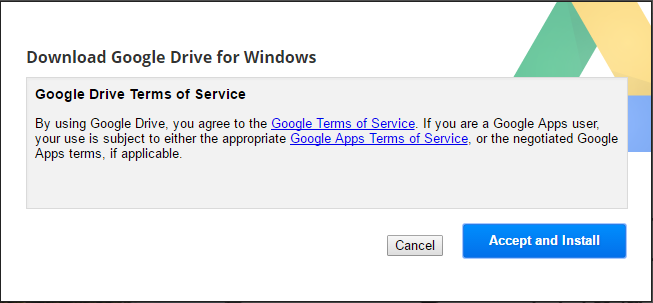 Download Google Drive for Windows
Google Drive Terms of Service
By using Google Drive, you agree to the Google Terms of Service. If you are a Google Apps user,
your use is subject to either the appropriate Google Apps Terms of Service, or the negotiated Google
Apps terms, if applicable.
Cancel
Accept and Install